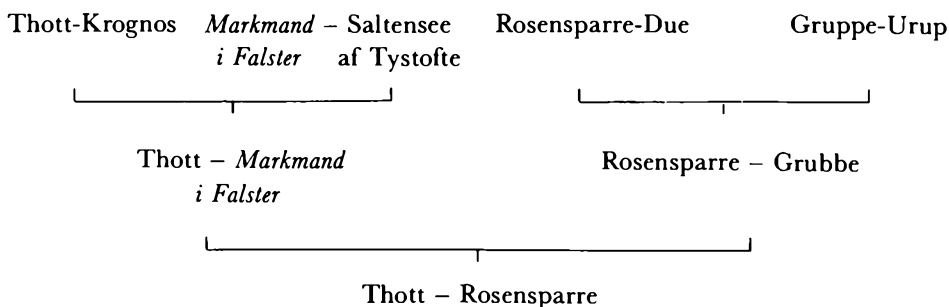 Thott-Krognos Markmand – Saltensee Rosensparre-Due Gruppe-Urup
i Falster af Tystofte
Thott – Markmand Rosensparre – Grubbe
i Falster
Thott – Rosensparre